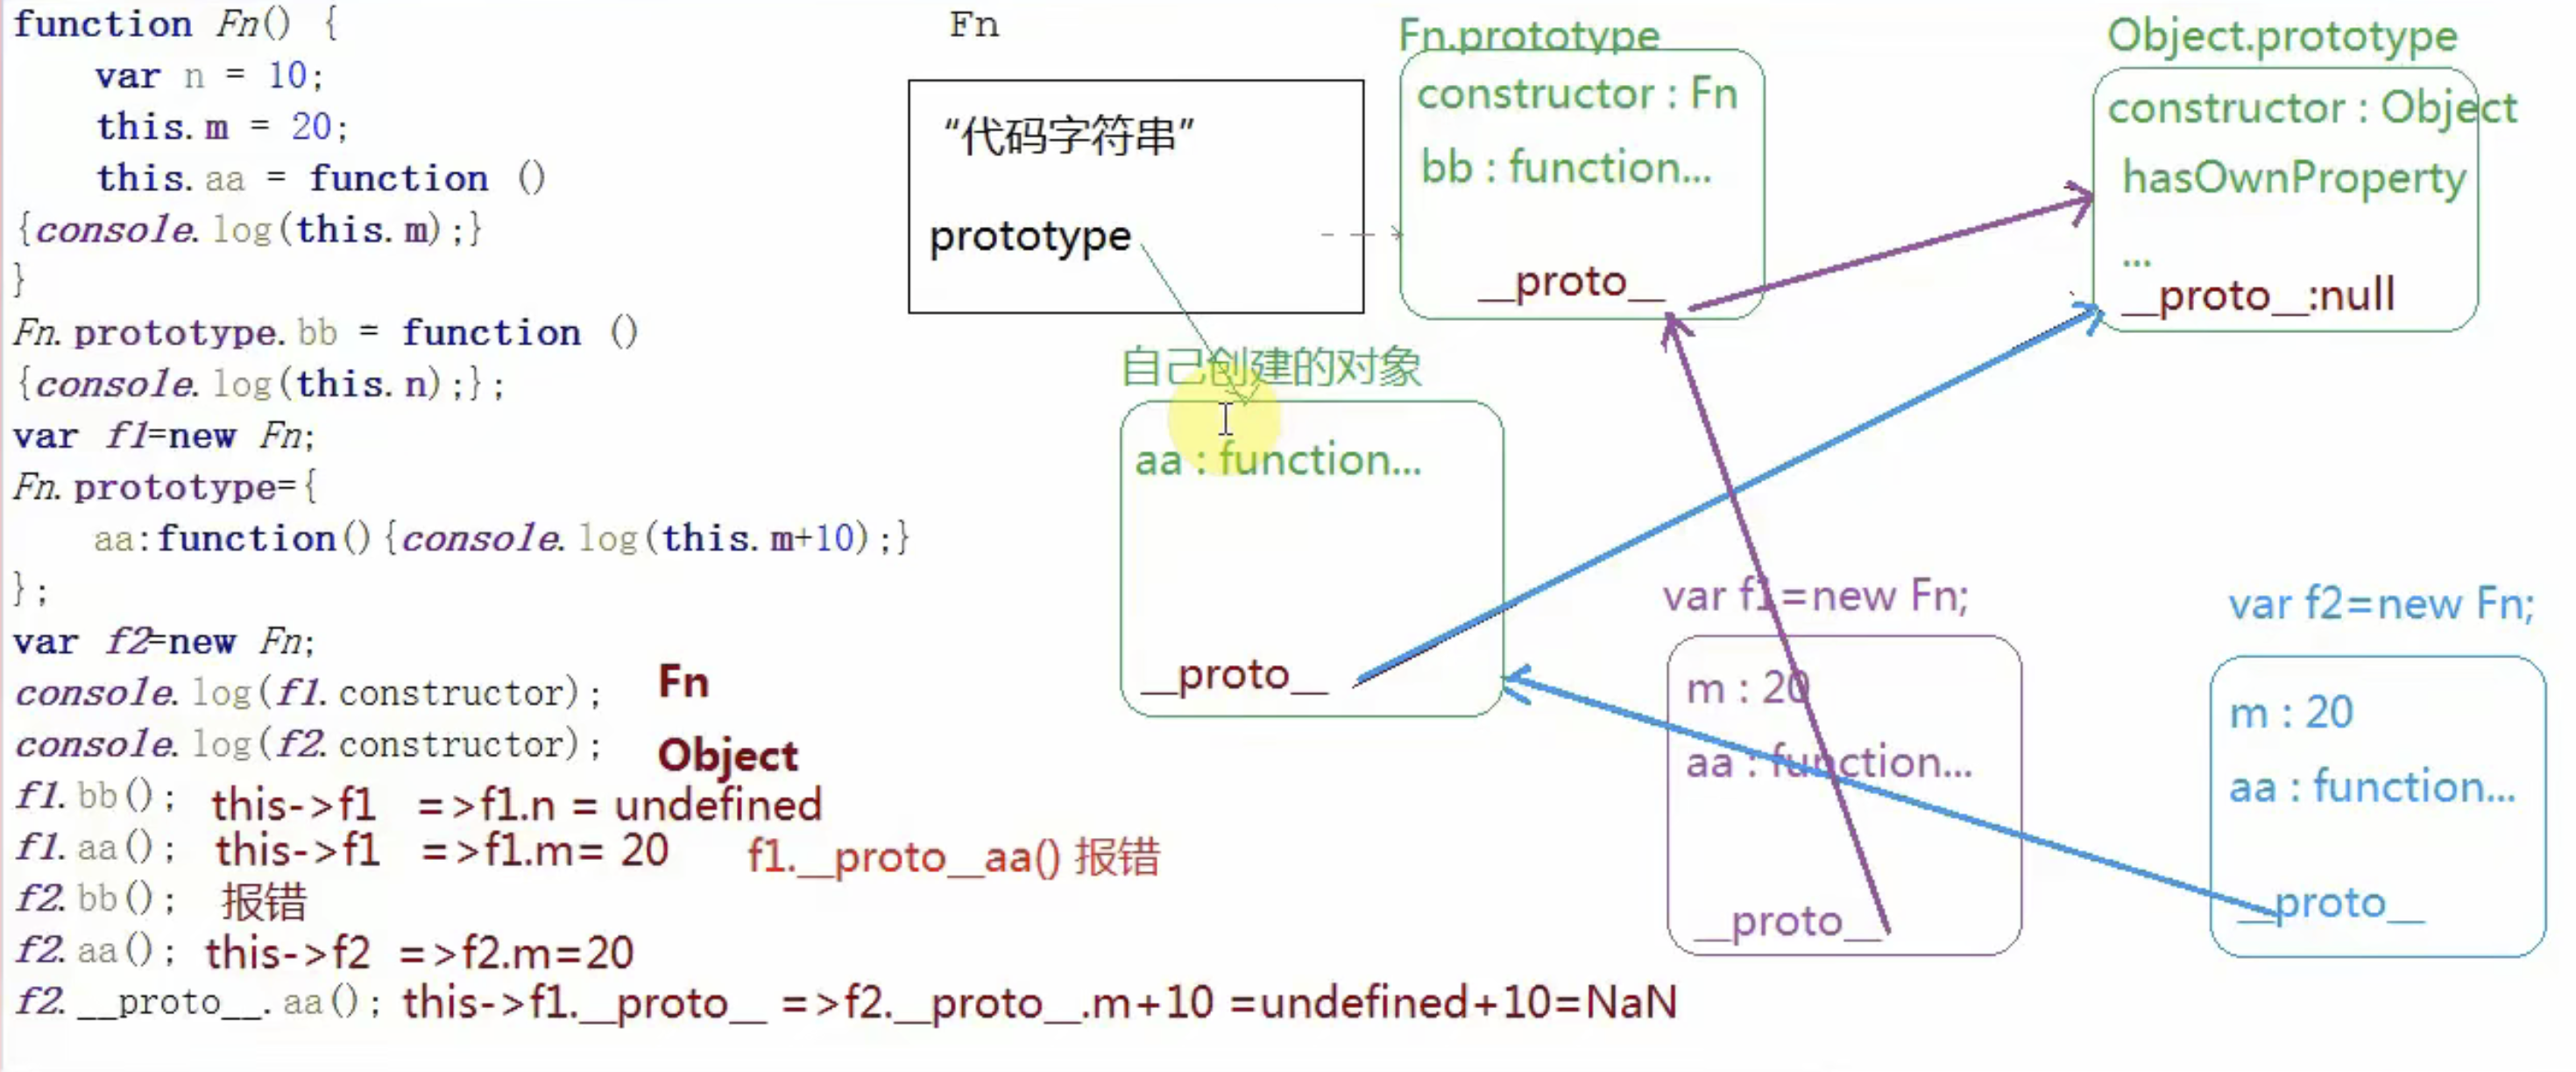 function Fn() {
var n = 10;
this.m = 20;
this.aa = function ()
{console.log(this.m);}
}
Fn.prototype.bb = function ()
{console.log(this.n);};
var f1=new Fn;
Fn.prototype={
aa:function(){console.log(this.m+10);}
};
var f2=new Fn;
console.log(f1.constructor); Fn
console.log(f2.constructor); Object
f1.bb(); this->f1 =>f1.n = undefined
f1.aa(); this->f1 =>f1.m= 20 f1.__proto__aa() 报错
f2.bb(); 报错
f2.aa(); this->f2 =>f2.m=20
f2.__proto__.aa(); this->f1.__proto__ =>f2.__proto__.m+10 =undefined+10=NaN
Fn
“代码字符串”
prototype
Fn.prototype
constructor : Fn
bb : function...
__proto__
Object.prototype
constructor : Object
hasOwnProperty
...
__proto__:null
自己创建的对象
aa : function...
__proto__
var f1=new Fn;
m : 20
aa : function...
__proto__
var f2=new Fn;
m : 20
aa : function...
__proto__